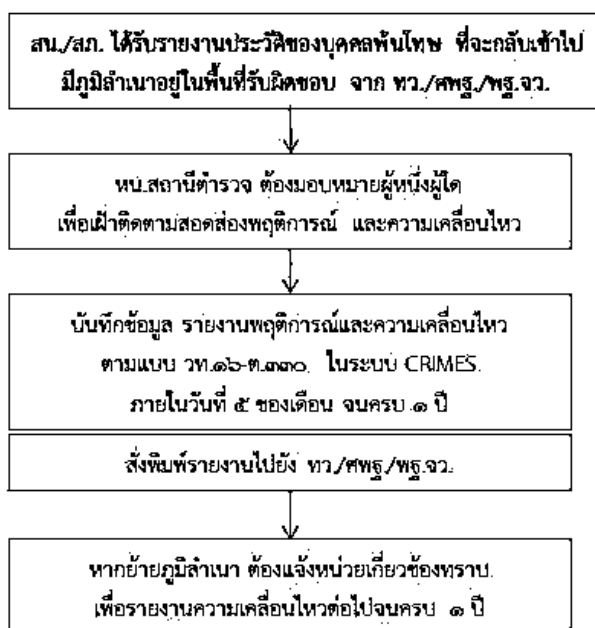 สน./สภ. ได้รับรายงานประวัติของบุคคลพ้นโทษ ที่จะกลับเข้าไป
มีภูมิลำเนาอยู่ในพื้นที่รับผิดชอบ จาก ทว./ศพฐ./พฐ.จว.
หน.สถานีตำรวจ ต้องมอบหมายผู้หนึ่งผู้ใด
เพื่อเฝ้าติดตามสอดส่องพฤติการณ์ และความเคลื่อนไหว
บันทึกข้อมูล รายงานพฤติการณ์และความเคลื่อนไหว
ตามแบบ วท.๑๖-ต.๓๓๐. ในระบบ CRIMES.
ภายในวันที่ ๕ ของเดือน จนครบ ๑ ปี
สั่งพิมพ์รายงานไปยัง ทว./ศพฐ./พฐ.จว.
หากย้ายภูมิลำเนา ต้องแจ้งหน่วยเกี่ยวข้องทราบ
เพื่อรายงานความเคลื่อนไหวต่อไปจนครบ ๑ ปี